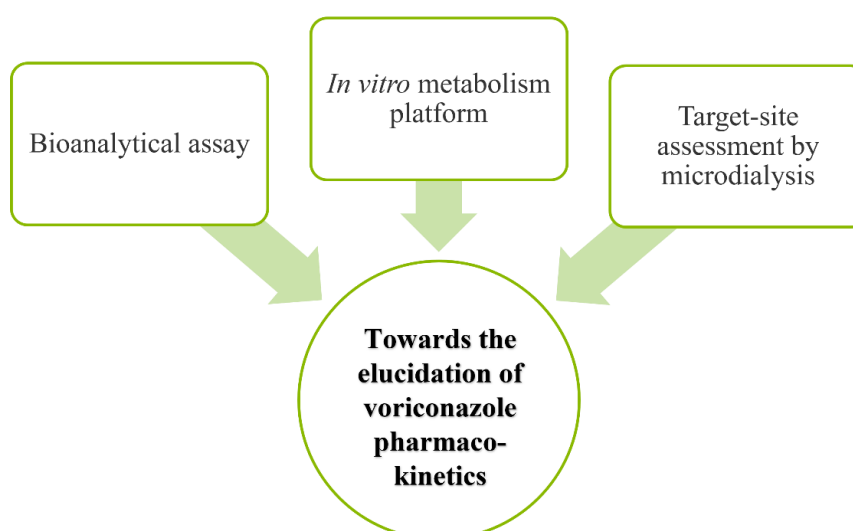 Bioanalytical assay
In vitro metabolism
platform
Target-site
assessment by
microdialysis
Towards the
elucidation of
voriconazole
pharmaco-
kinetics